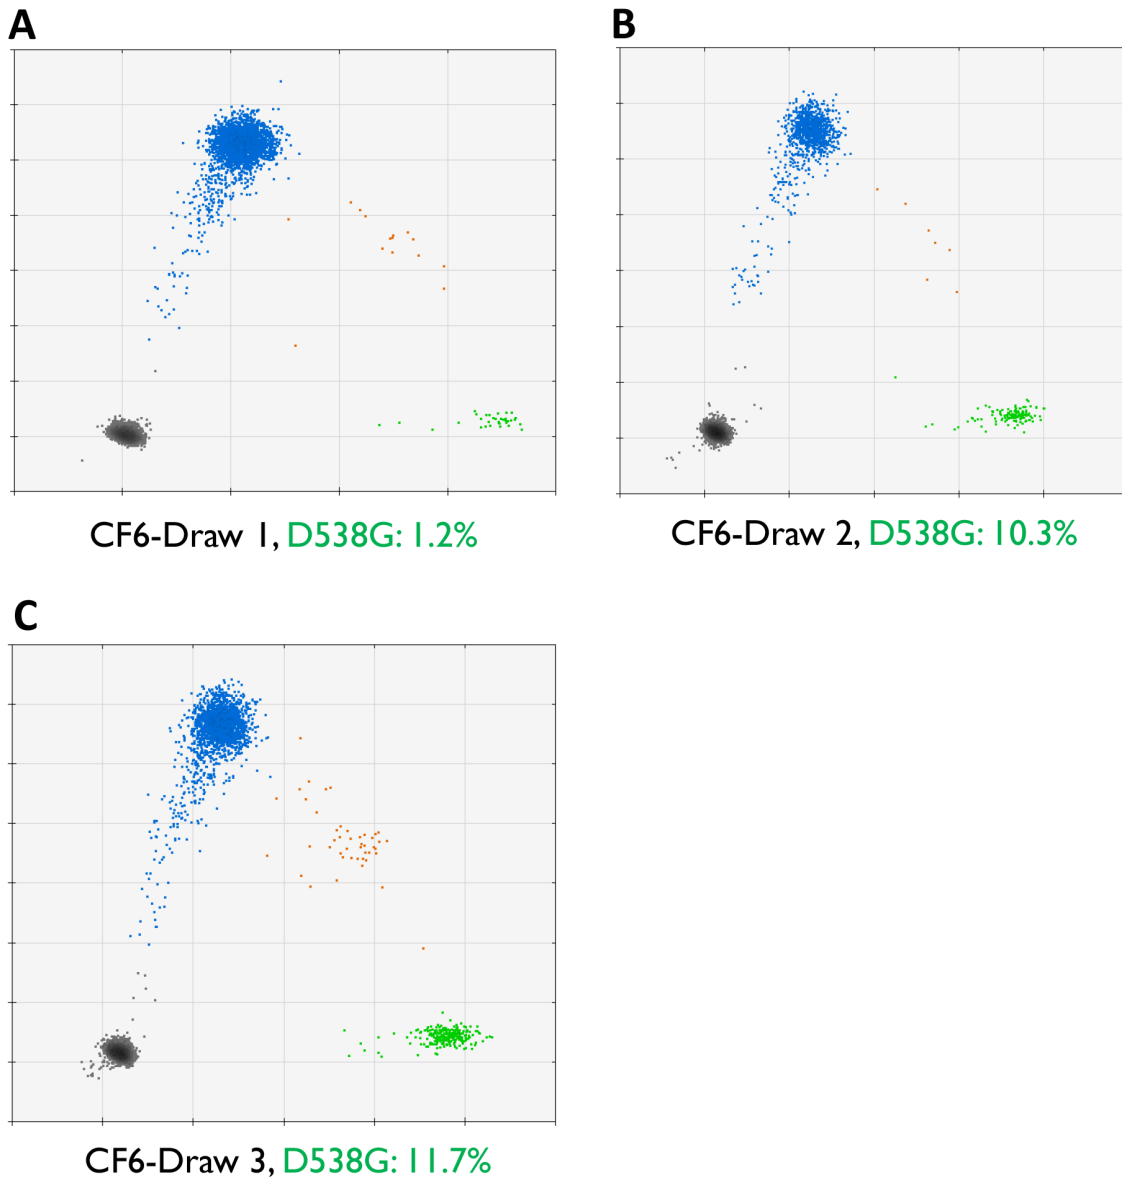 A
B
CF6-Draw 1, D538G: 1.2%
CF6-Draw 2, D538G: 10.3%
C
CF6-Draw 3, D538G: 11.7%